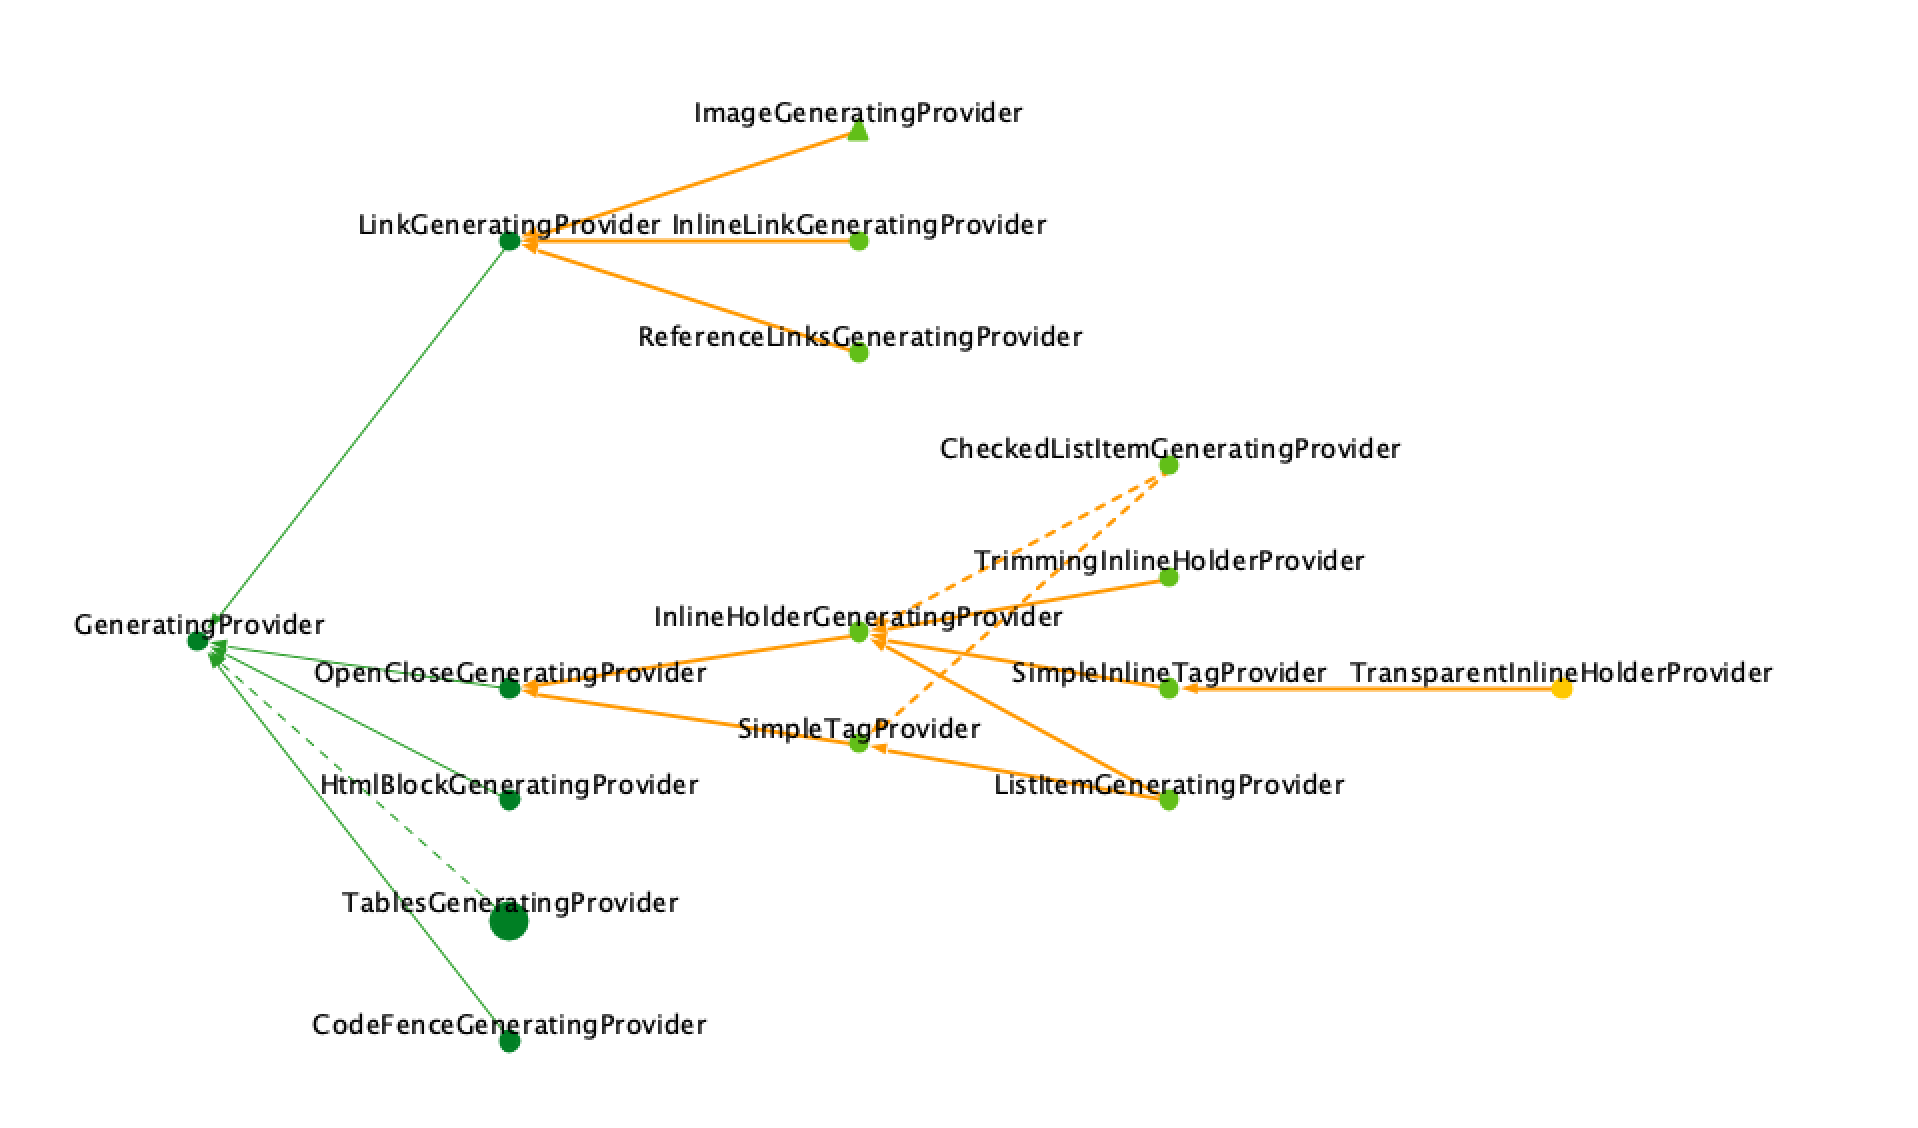 ImageGeneratingProvider
LinkGeneratingProvider InlineLinkGeneratingProvider
ReferenceLinksGeneratingProvider
CheckedListItemGeneratingProvider
TrimmingInlineHolderProvider
GeneratingProvider InlineHolderGeneratingProvider
OpenCloseGeneratingProvider SimpleInlineTagProvider TransparentInlineHolderProvider
SimpleTagProvider
HtmlBlockGeneratingProvider ListItemGeneratingProvider
TablesGeneratingProvider
CodeFenceGeneratingProvider